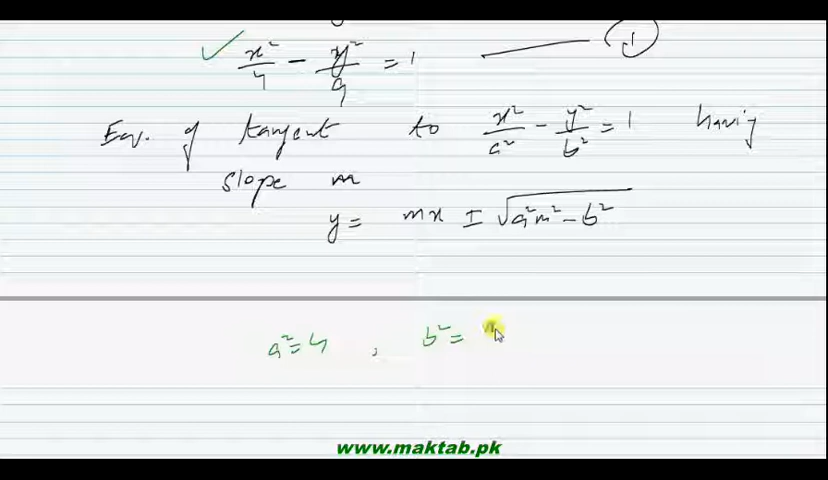 x²/4 - y²/9 = 1 ——— (1)
Eq. of tangent to x²/a² - y²/b² = 1 having
slope m
y = mx ± √a²m² - b²
a² = 4 , b² =
www.maktab.pk